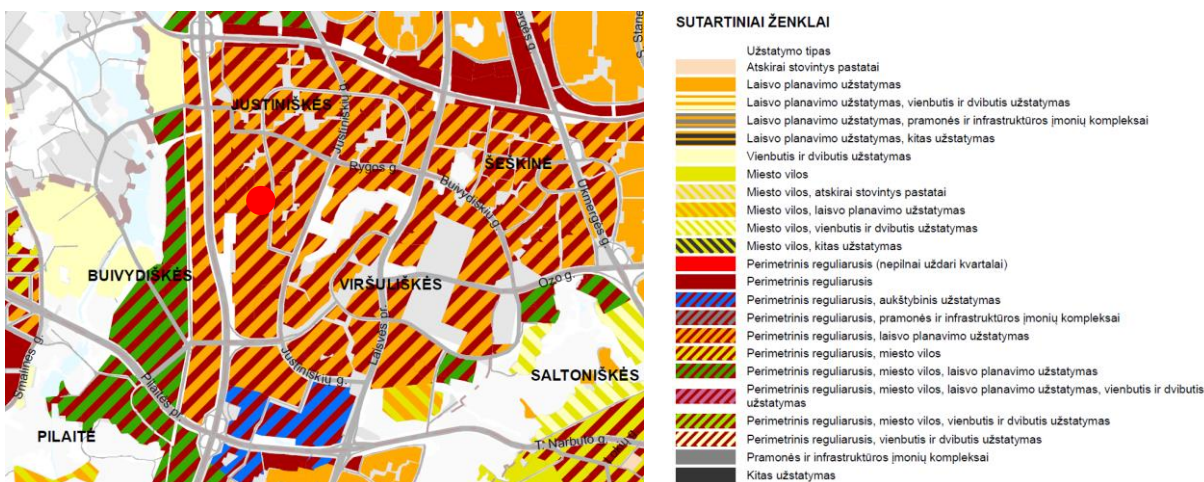 S. Stane
JUSTINIŠKĖS
Justiniškių g.
ŠEŠKINĖ
Rygos g.
Buivydiškių g.
Ukmergės g.
BUIVYDIŠKĖS
VIRŠULIŠKĖS
Ozo g.
Laisvės pr.
Smalinės g.
Justiniškių g.
SALTONIŠKĖS
Pilaitės pr.
PILAITĖ
T. Narbuto g.
SUTARTINIAI ŽENKLAI
Užstatymo tipas
Atskirai stovintys pastatai
Laisvo planavimo užstatymas
Laisvo planavimo užstatymas, vienbutis ir dvibutis užstatymas
Laisvo planavimo užstatymas, pramonės ir infrastruktūros įmonių kompleksai
Laisvo planavimo užstatymas, kitas užstatymas
Vienbutis ir dvibutis užstatymas
Miesto vilos
Miesto vilos, atskirai stovintys pastatai
Miesto vilos, laisvo planavimo užstatymas
Miesto vilos, vienbutis ir dvibutis užstatymas
Miesto vilos, kitas užstatymas
Perimetrinis reguliarusis (nepilnai uždari kvartalai)
Perimetrinis reguliarusis
Perimetrinis reguliarusis, aukštybinis užstatymas
Perimetrinis reguliarusis, pramonės ir infrastruktūros įmonių kompleksai
Perimetrinis reguliarusis, laisvo planavimo užstatymas
Perimetrinis reguliarusis, miesto vilos
Perimetrinis reguliarusis, miesto vilos, laisvo planavimo užstatymas
Perimetrinis reguliarusis, miesto vilos, laisvo planavimo užstatymas, vienbutis ir dvibutis
užstatymas
Perimetrinis reguliarusis, miesto vilos, vienbutis ir dvibutis užstatymas
Perimetrinis reguliarusis, vienbutis ir dvibutis užstatymas
Pramonės ir infrastruktūros įmonių kompleksai
Kitas užstatymas